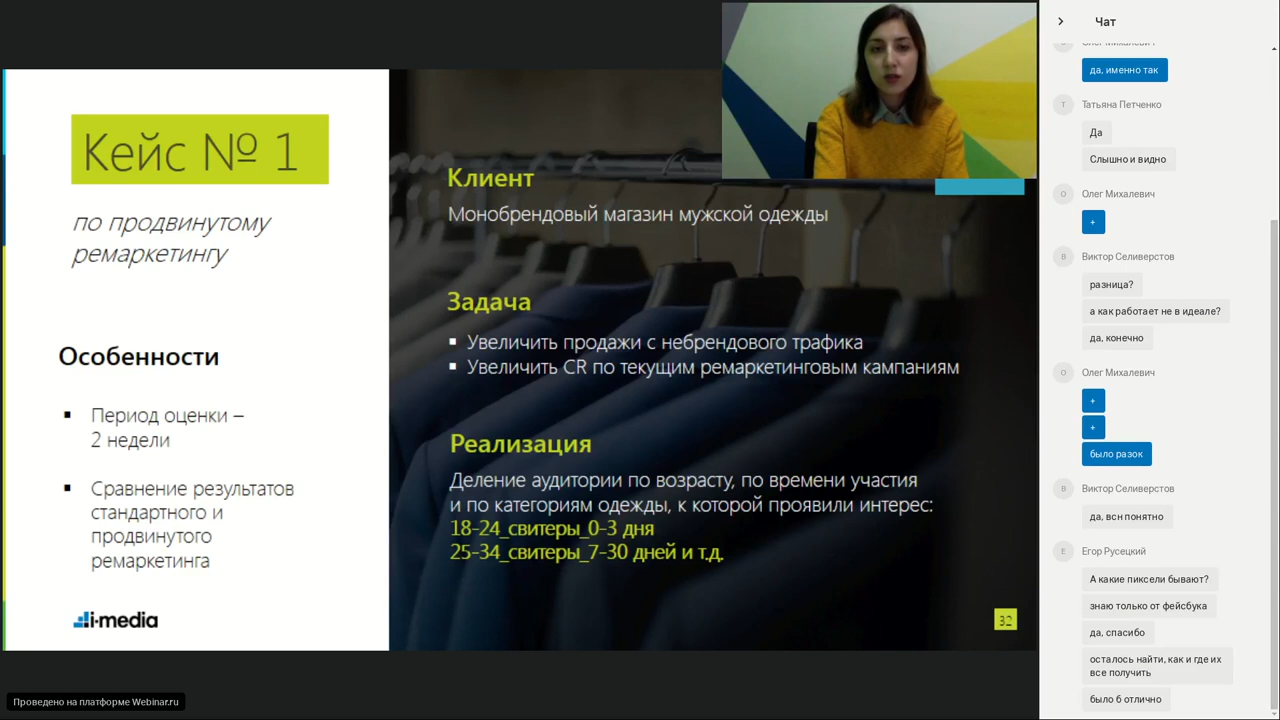 Кейс № 1
по продвинутому
ремаркетингу
Особенности
▪ Период оценки –
2 недели
▪ Сравнение результатов
стандартного и
продвинутого
ремаркетинга
i-media
Клиент
Монобрендовый магазин мужской одежды
Задача
▪ Увеличить продажи с небрендового трафика
▪ Увеличить CR по текущим ремаркетинговым кампаниям
Реализация
Деление аудитории по возрасту, по времени участия
и по категориям одежды, к которой проявили интерес:
18-24_свитеры_0-3 дня
25-34_свитеры_7-30 дней и т.д.
32
Проведено на платформе Webinar.ru
Чат
Олег Михалевич
да, именно так
Т
Татьяна Петченко
Да
Слышно и видно
О
Олег Михалевич
+
В
Виктор Селиверстов
разница?
а как работает не в идеале?
да, конечно
О
Олег Михалевич
+
+
было разок
В
Виктор Селиверстов
да, всн понятно
Е
Егор Русецкий
А какие пиксели бывают?
знаю только от фейсбука
да, спасибо
осталось найти, как и где их
все получить
было б отлично